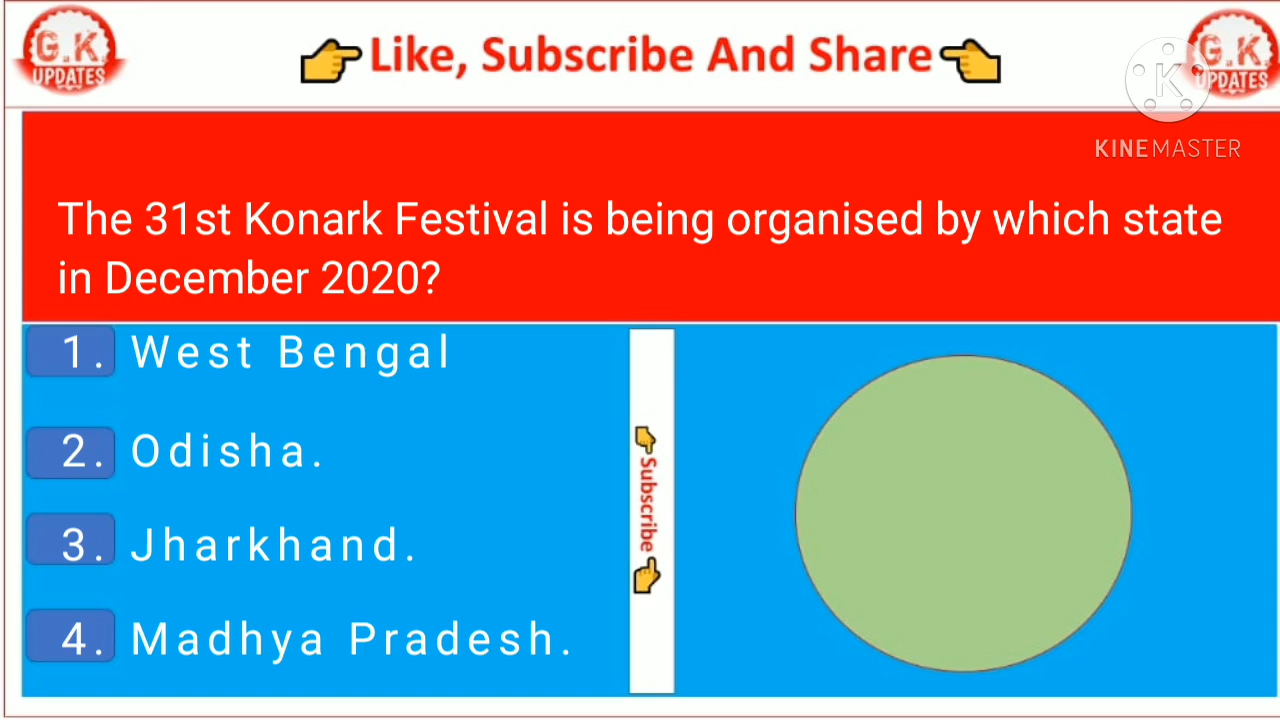 G.K.
UPDATES
Like, Subscribe And Share
G.K.
UPDATES
K
KINEMASTER
The 31st Konark Festival is being organised by which state
in December 2020?
1. West Bengal
2. Odisha.
3. Jharkhand.
4. Madhya Pradesh.
Subscribe